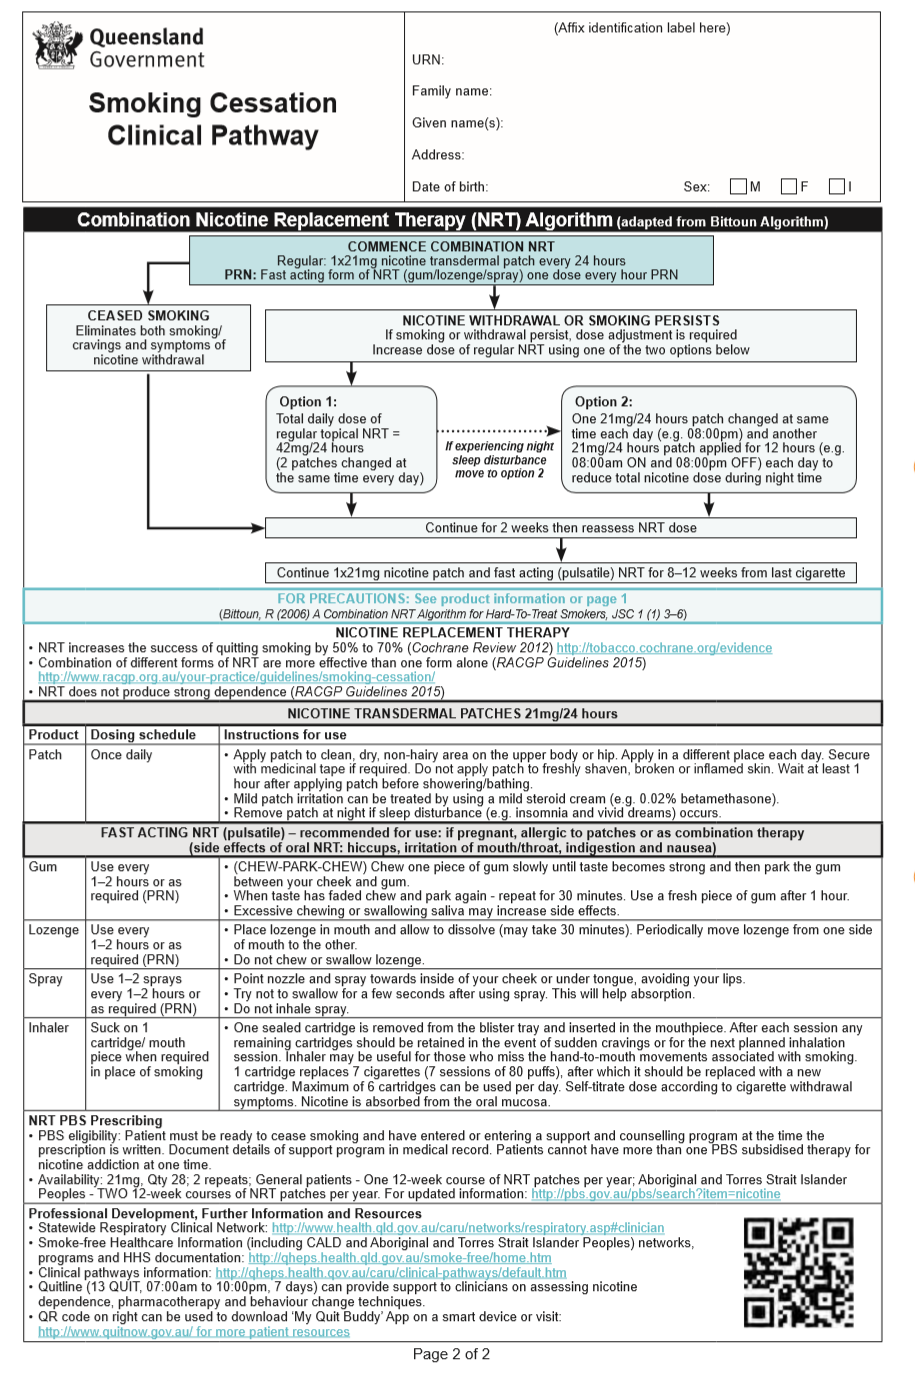 Queensland
Government
Smoking Cessation
Clinical Pathway
(Affix identification label here)
URN:
Family name:
Given name(s):
Address:
Date of birth:
Sex: M F I
Combination Nicotine Replacement Therapy (NRT) Algorithm (adapted from Bittoun Algorithm)
COMMENCE COMBINATION NRT
Regular: 1x21mg nicotine transdermal patch every 24 hours
PRN: Fast acting form of NRT (gum/lozenge/spray) one dose every hour PRN
CEASED SMOKING
Eliminates both smoking/
cravings and symptoms of
nicotine withdrawal
NICOTINE WITHDRAWAL OR SMOKING PERSISTS
If smoking or withdrawal persist, dose adjustment is required
Increase dose of regular NRT using one of the two options below
Option 1:
Total daily dose of
regular topical NRT =
42mg/24 hours
(2 patches changed at
the same time every day)
If experiencing night
sleep disturbance
move to option 2
Option 2:
One 21mg/24 hours patch changed at same
time each day (e.g. 08:00pm) and another
21mg/24 hours patch applied for 12 hours (e.g.
08:00am ON and 08:00pm OFF) each day to
reduce total nicotine dose during night time
Continue for 2 weeks then reassess NRT dose
Continue 1x21mg nicotine patch and fast acting (pulsatile) NRT for 8–12 weeks from last cigarette
FOR PRECAUTIONS: See product information or page 1
(Bittoun, R (2006) A Combination NRT Algorithm for Hard-To-Treat Smokers, JSC 1 (1) 3–6)
NICOTINE REPLACEMENT THERAPY
• NRT increases the success of quitting smoking by 50% to 70% (Cochrane Review 2012) http://tobacco.cochrane.org/evidence
• Combination of different forms of NRT are more effective than one form alone (RACGP Guidelines 2015)
http://www.racgp.org.au/your-practice/guidelines/smoking-cessation/
• NRT does not produce strong dependence (RACGP Guidelines 2015)
NICOTINE TRANSDERMAL PATCHES 21mg/24 hours
Product Dosing schedule Instructions for use
Patch Once daily • Apply patch to clean, dry, non-hairy area on the upper body or hip. Apply in a different place each day. Secure
with medicinal tape if required. Do not apply patch to freshly shaven, broken or inflamed skin. Wait at least 1
hour after applying patch before showering/bathing.
• Mild patch irritation can be treated by using a mild steroid cream (e.g. 0.02% betamethasone).
• Remove patch at night if sleep disturbance (e.g. insomnia and vivid dreams) occurs.
FAST ACTING NRT (pulsatile) – recommended for use: if pregnant, allergic to patches or as combination therapy
(side effects of oral NRT: hiccups, irritation of mouth/throat, indigestion and nausea)
Gum Use every • (CHEW-PARK-CHEW) Chew one piece of gum slowly until taste becomes strong and then park the gum
1–2 hours or as between your cheek and gum.
required (PRN) • When taste has faded chew and park again - repeat for 30 minutes. Use a fresh piece of gum after 1 hour.
• Excessive chewing or swallowing saliva may increase side effects.
Lozenge Use every • Place lozenge in mouth and allow to dissolve (may take 30 minutes). Periodically move lozenge from one side
1–2 hours or as of mouth to the other.
required (PRN) • Do not chew or swallow lozenge.
Spray Use 1–2 sprays • Point nozzle and spray towards inside of your cheek or under tongue, avoiding your lips.
every 1–2 hours or • Try not to swallow for a few seconds after using spray. This will help absorption.
as required (PRN) • Do not inhale spray.
Inhaler Suck on 1 • One sealed cartridge is removed from the blister tray and inserted in the mouthpiece. After each session any
cartridge/ mouth remaining cartridges should be retained in the event of sudden cravings or for the next planned inhalation
piece when required session. Inhaler may be useful for those who miss the hand-to-mouth movements associated with smoking.
in place of smoking 1 cartridge replaces 7 cigarettes (7 sessions of 80 puffs), after which it should be replaced with a new
cartridge. Maximum of 6 cartridges can be used per day. Self-titrate dose according to cigarette withdrawal
symptoms. Nicotine is absorbed from the oral mucosa.
NRT PBS Prescribing
• PBS eligibility: Patient must be ready to cease smoking and have entered or entering a support and counselling program at the time the
prescription is written. Document details of support program in medical record. Patients cannot have more than one PBS subsidised therapy for
nicotine addiction at one time.
• Availability: 21mg, Qty 28; 2 repeats; General patients - One 12-week course of NRT patches per year; Aboriginal and Torres Strait Islander
Peoples - TWO 12-week courses of NRT patches per year. For updated information: http://pbs.gov.au/pbs/search?item=nicotine
Professional Development, Further Information and Resources
• Statewide Respiratory Clinical Network: http://www.health.qld.gov.au/caru/networks/respiratory.asp#clinician
• Smoke-free Healthcare Information (including CALD and Aboriginal and Torres Strait Islander Peoples) networks,
programs and HHS documentation: http://qheps.health.qld.gov.au/smoke-free/home.htm
• Clinical pathways information: http://qheps.health.qov.au/caru/clinical-pathways/default.htm
• Quitline (13 QUIT, 07:00am to 10:00pm, 7 days) can provide support to clinicians on assessing nicotine
dependence, pharmacotherapy and behaviour change techniques.
• QR code on right can be used to download 'My Quit Buddy' App on a smart device or visit:
http://www.quitnow.gov.au/ for more patient resources
Page 2 of 2